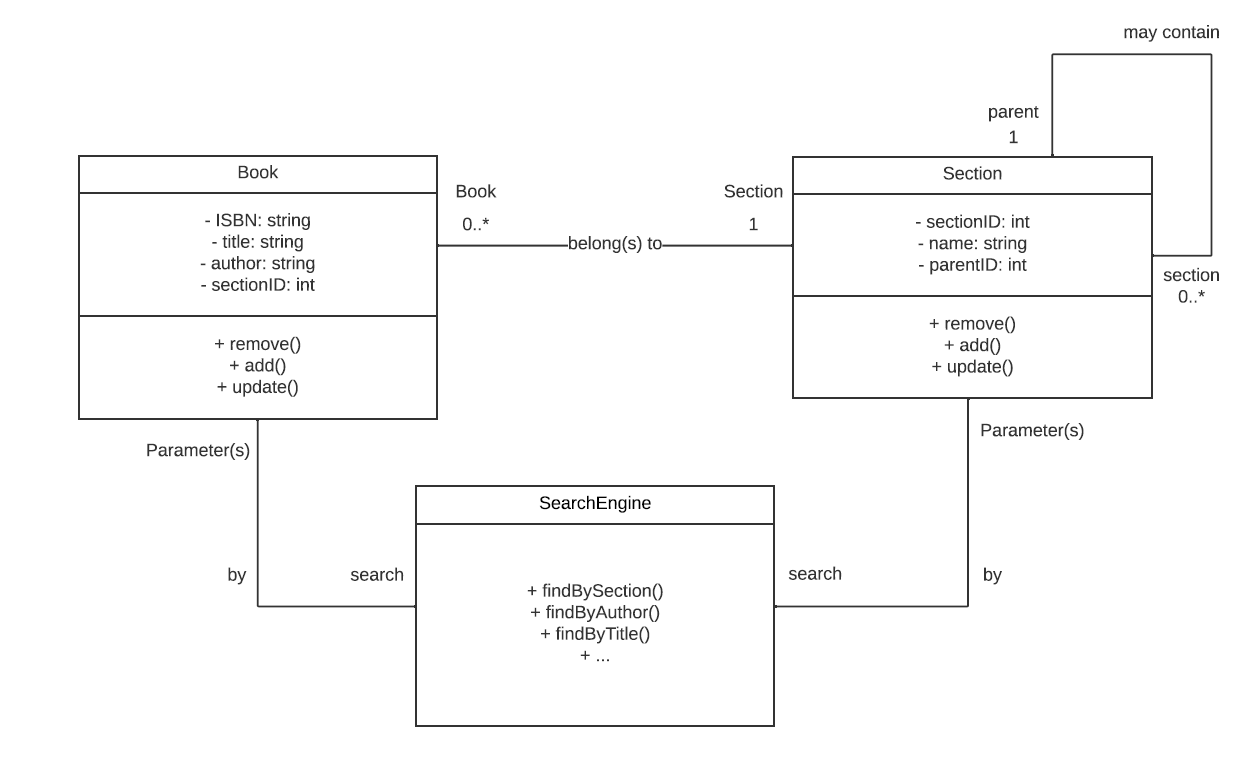 may contain
parent
1
Book
- ISBN: string
- title: string
- author: string
- sectionID: int
+ remove()
+ add()
+ update()
Book
0..*
belong(s) to
Section
1
Section
- sectionID: int
- name: string
- parentID: int
+ remove()
+ add()
+ update()
section
0..*
Parameter(s)
by
search
SearchEngine
+ findBySection()
+ findByAuthor()
+ findByTitle()
+ ...
search
by
Parameter(s)